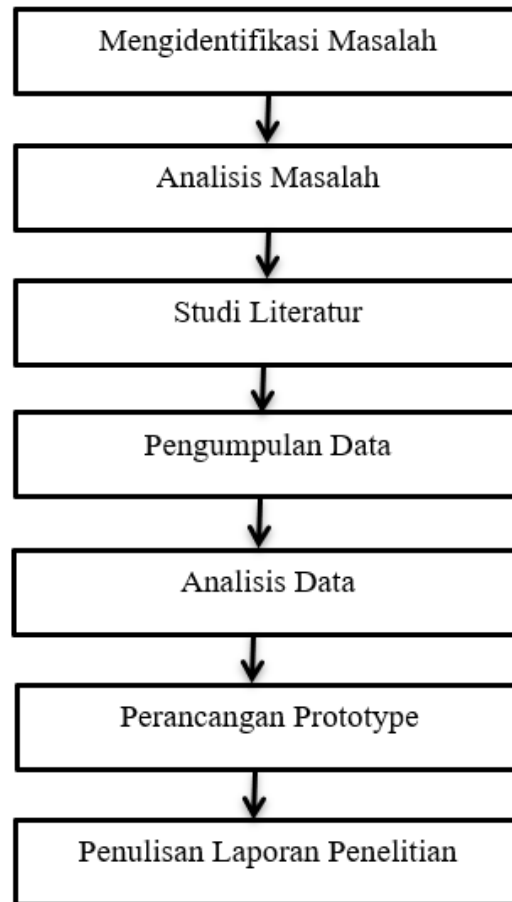 Mengidentifikasi Masalah
Analisis Masalah
Studi Literatur
Pengumpulan Data
Analisis Data
Perancangan Prototype
Penulisan Laporan Penelitian